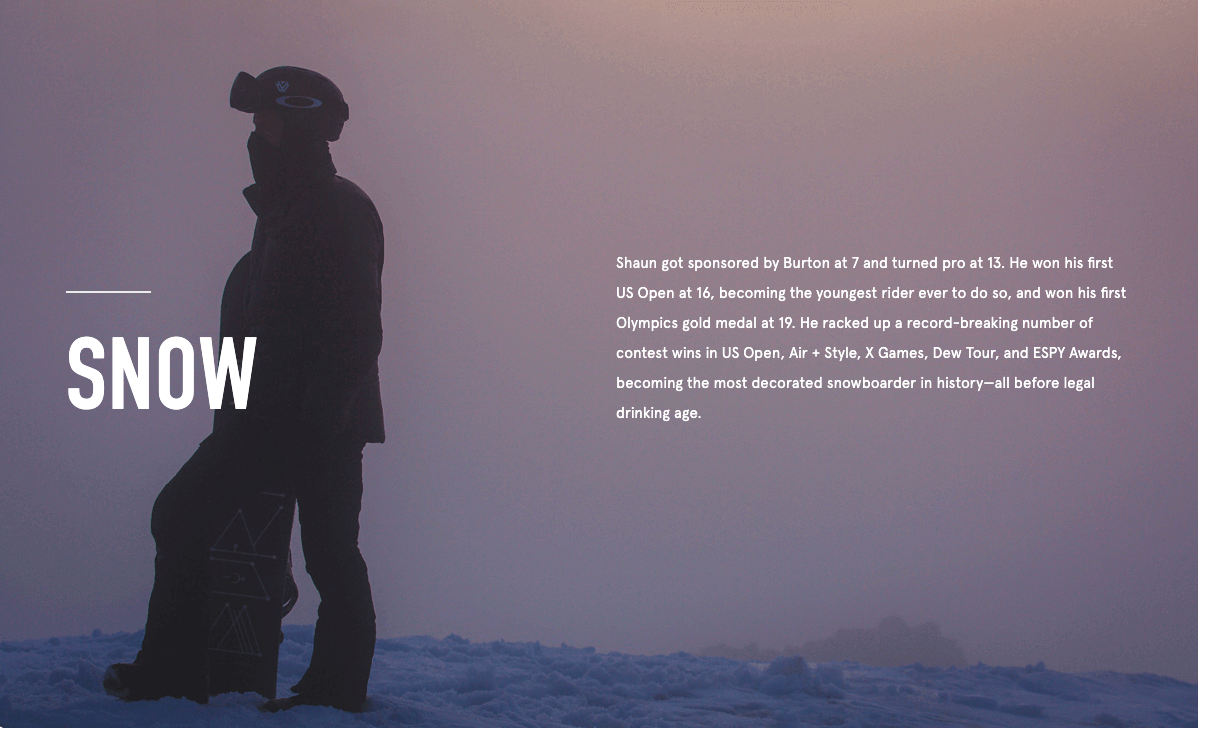 SNOW
Shaun got sponsored by Burton at 7 and turned pro at 13. He won his first
US Open at 16, becoming the youngest rider ever to do so, and won his first
Olympics gold medal at 19. He racked up a record-breaking number of
contest wins in US Open, Air + Style, X Games, Dew Tour, and ESPY Awards,
becoming the most decorated snowboarder in history—all before legal
drinking age.